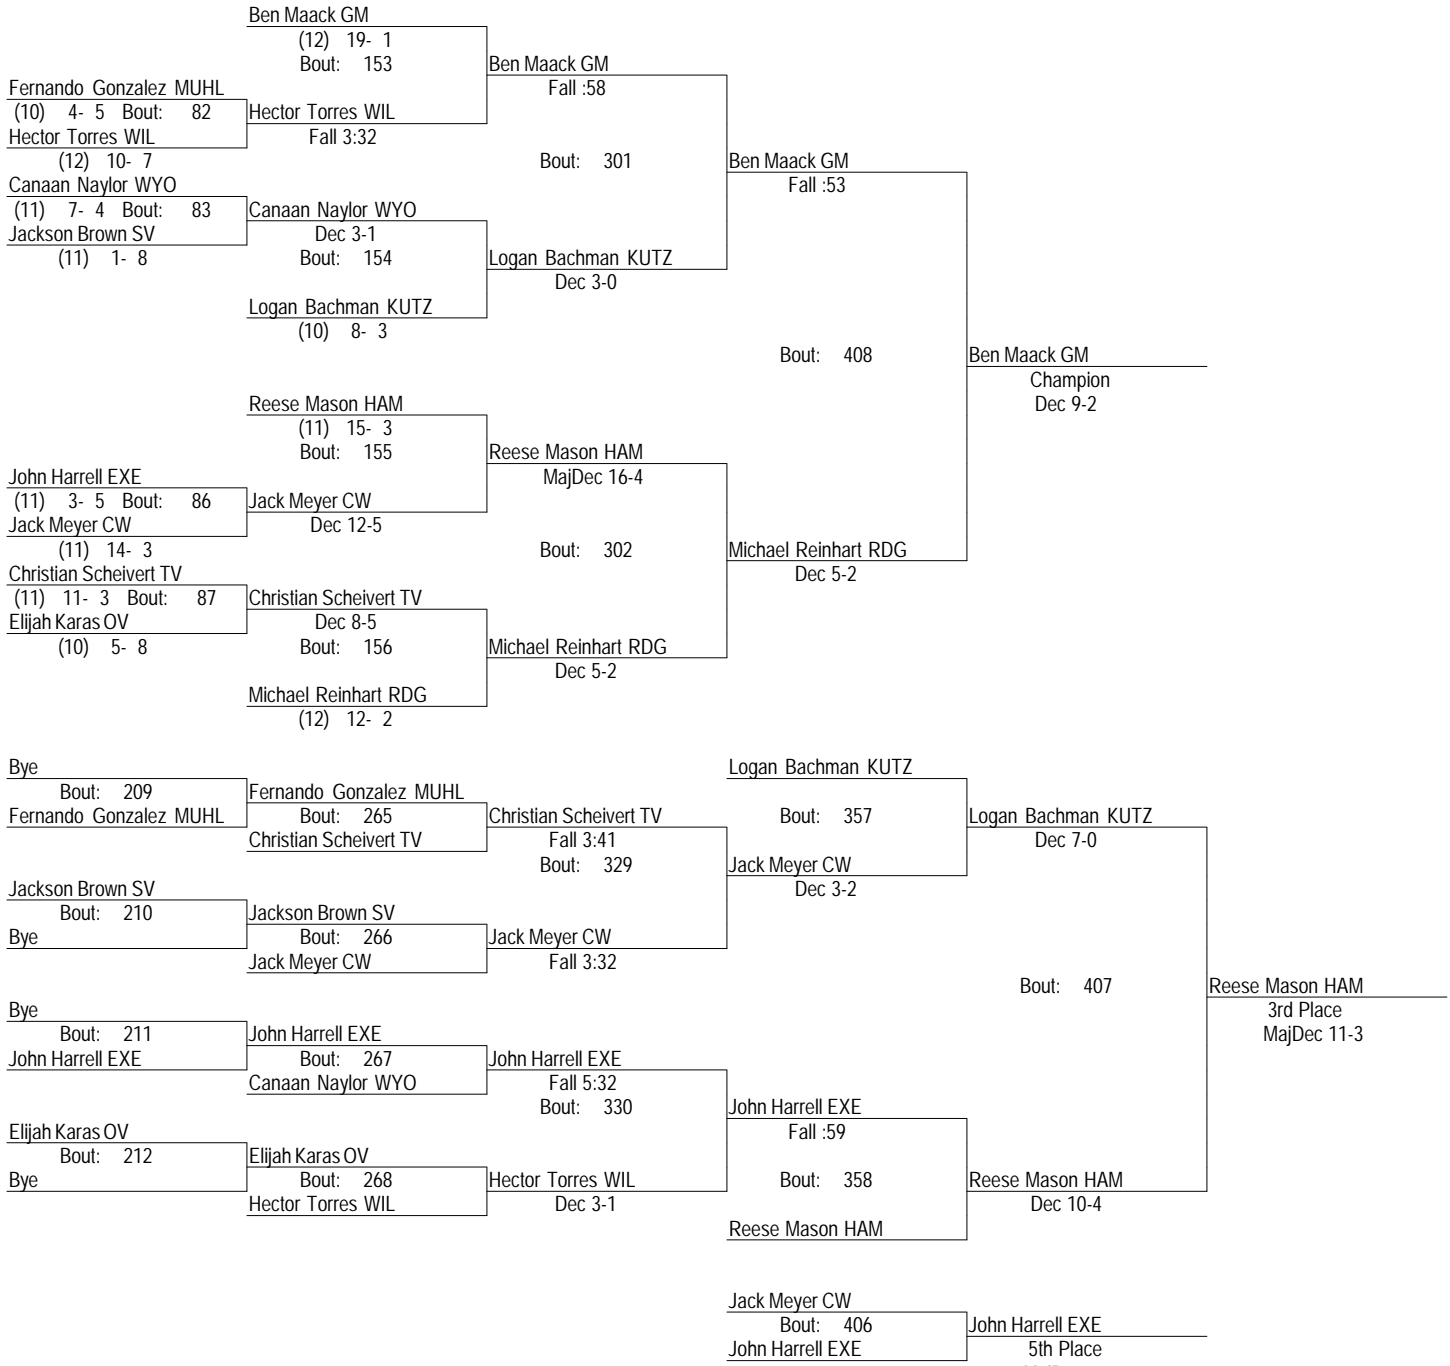 Ben Maack GM
(12) 19- 1
Bout: 153
Ben Maack GM
Fall :58
Fernando Gonzalez MUHL
(10) 4- 5 Bout: 82
Hector Torres WIL
Hector Torres WIL
Fall 3:32
(12) 10- 7
Bout: 301
Ben Maack GM
Fall :53
Canaan Naylor WYO
(11) 7- 4 Bout: 83
Canaan Naylor WYO
Jackson Brown SV
Dec 3-1
(11) 1- 8
Bout: 154
Logan Bachman KUTZ
Dec 3-0
Logan Bachman KUTZ
(10) 8- 3
Bout: 408
Ben Maack GM
Champion
Dec 9-2
Reese Mason HAM
(11) 15- 3
Bout: 155
Reese Mason HAM
MajDec 16-4
John Harrell EXE
(11) 3- 5 Bout: 86
Jack Meyer CW
Jack Meyer CW
Dec 12-5
(11) 14- 3
Bout: 302
Michael Reinhart RDG
Dec 5-2
Christian Scheivert TV
(11) 11- 3 Bout: 87
Christian Scheivert TV
Elijah Karas OV
Dec 8-5
(10) 5- 8
Bout: 156
Michael Reinhart RDG
Dec 5-2
Michael Reinhart RDG
(12) 12- 2
Bye
Bout: 209
Fernando Gonzalez MUHL
Fernando Gonzalez MUHL
Bout: 265
Christian Scheivert TV
Christian Scheivert TV
Fall 3:41
Bout: 329
Logan Bachman KUTZ
Bout: 357
Logan Bachman KUTZ
Dec 7-0
Jack Meyer CW
Dec 3-2
Jackson Brown SV
Bout: 210
Bye
Jackson Brown SV
Bout: 266
Jack Meyer CW
Jack Meyer CW
Fall 3:32
Bout: 407
Reese Mason HAM
3rd Place
MajDec 11-3
Bye
Bout: 211
John Harrell EXE
John Harrell EXE
Bout: 267
Canaan Naylor WYO
John Harrell EXE
Fall 5:32
Bout: 330
John Harrell EXE
Fall :59
Elijah Karas OV
Bout: 212
Bye
Elijah Karas OV
Bout: 268
Hector Torres WIL
Hector Torres WIL
Dec 3-1
Bout: 358
Reese Mason HAM
Dec 10-4
Reese Mason HAM
Jack Meyer CW
Bout: 406
John Harrell EXE
John Harrell EXE
5th Place